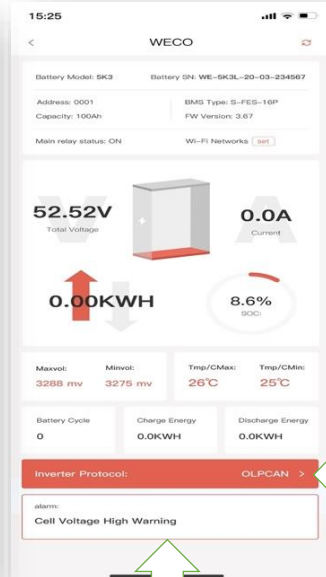 15:25
WECO
Battery Model: 5K3 Battery SN: WE-5K3L-20-03-234567
Address: 0001 BMS Type: S-FES-16P
Capacity: 100Ah FW Version: 3.67
Main relay status: ON Wi-Fi Networks set
V A
52.52V 0.0A
Total Voltage Current
0.00KWH 8.6%
SOC:
Maxvol: Minvol: Tmp/CMax: Tmp/CMin:
3288 mv 3275 mv 26℃ 25℃
Battery Cycle Charge Energy Discharge Energy
0 0.0KWH 0.0KWH
Inverter Protocol: OLPCAN >
alarm:
Cell Voltage High Warning